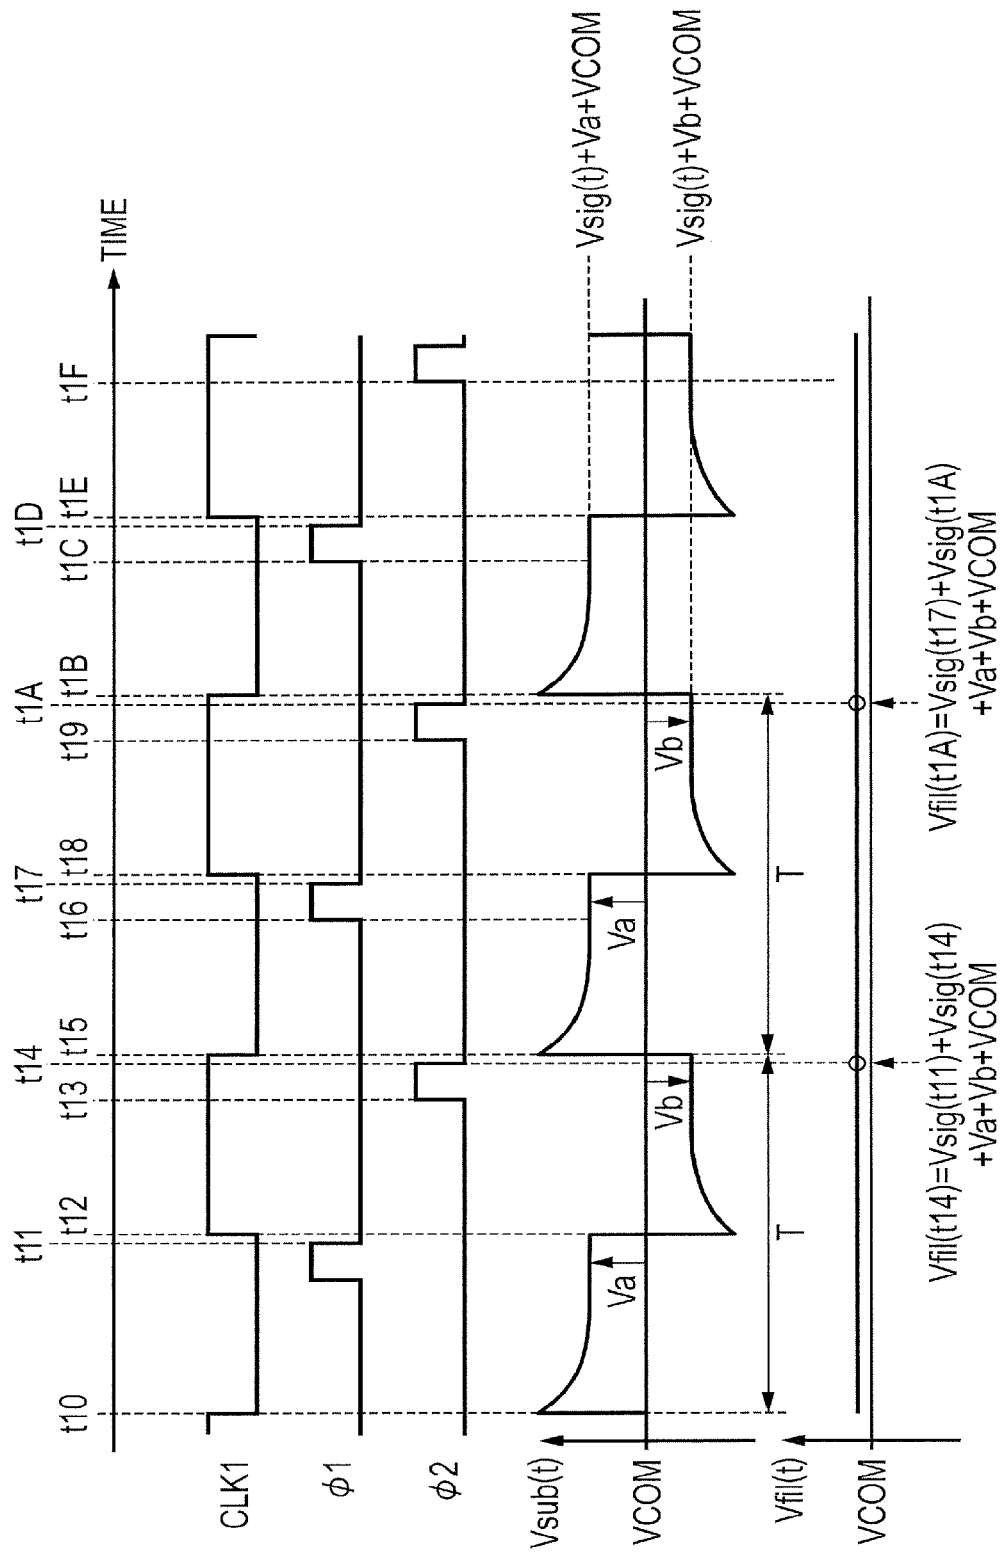 TIME
t10
t11
t12
t13
t14
t15
t16
t17
t18
t19
t1A
t1B
t1C
t1D
t1E
t1F
CLK1
ϕ1
ϕ2
Vsub(t)
VCOM
Va
Vb
Va
Vb
Vsig(t)+Va+VCOM
Vsig(t)+Vb+VCOM
T
T
Vfil(t)
VCOM
Vfil(t14)=Vsig(t11)+Vsig(t14)
+Va+Vb+VCOM
Vfil(t1A)=Vsig(t17)+Vsig(t1A)
+Va+Vb+VCOM